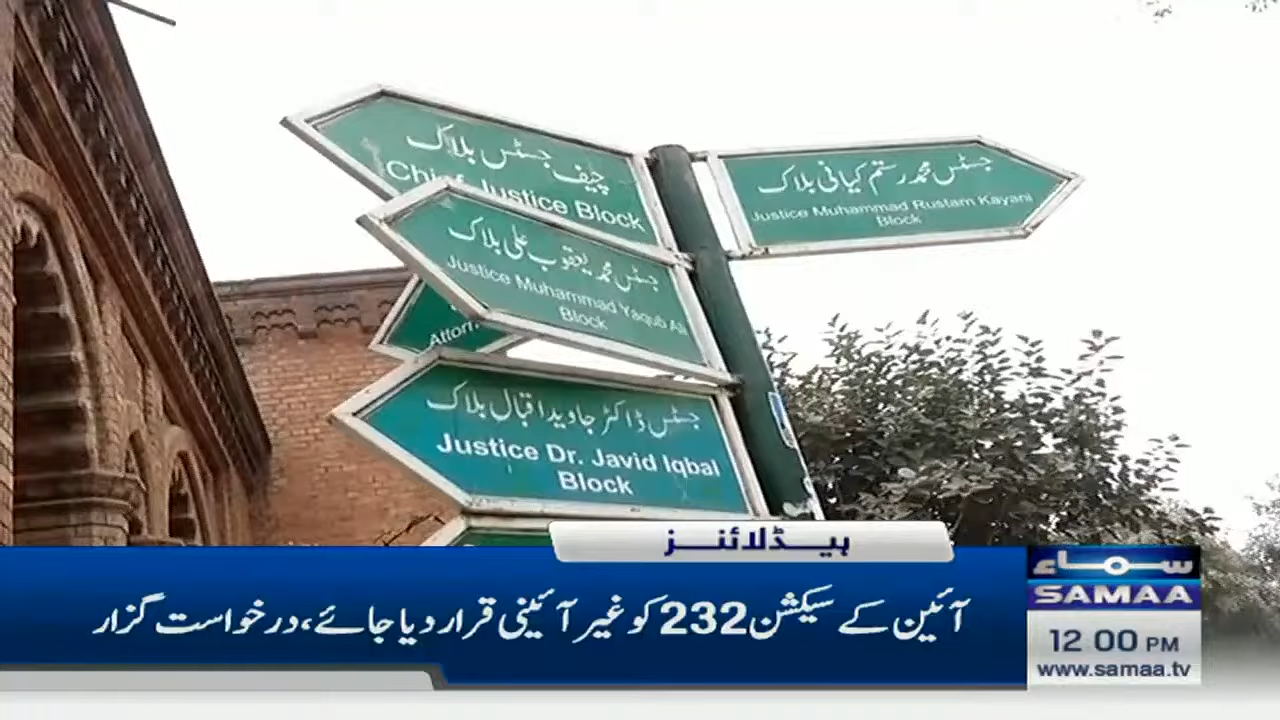 چیف جسٹس بلاک
Chief Justice Block
جسٹس محمد رستم کیانی بلاک
Justice Muhammad Rustam Kayani
Block
جسٹس محمد یعقوب علی بلاک
Justice Muhammad Yaqub Ali
Block
جسٹس ڈاکٹر جاوید اقبال بلاک
Justice Dr. Javid Iqbal
Block
ہیڈلائنز
آئین کے سیکشن 232 کو غیر آئینی قرار دیا جائے، درخواست گزار
سماء
SAMAA
12:00 PM
www.samaa.tv